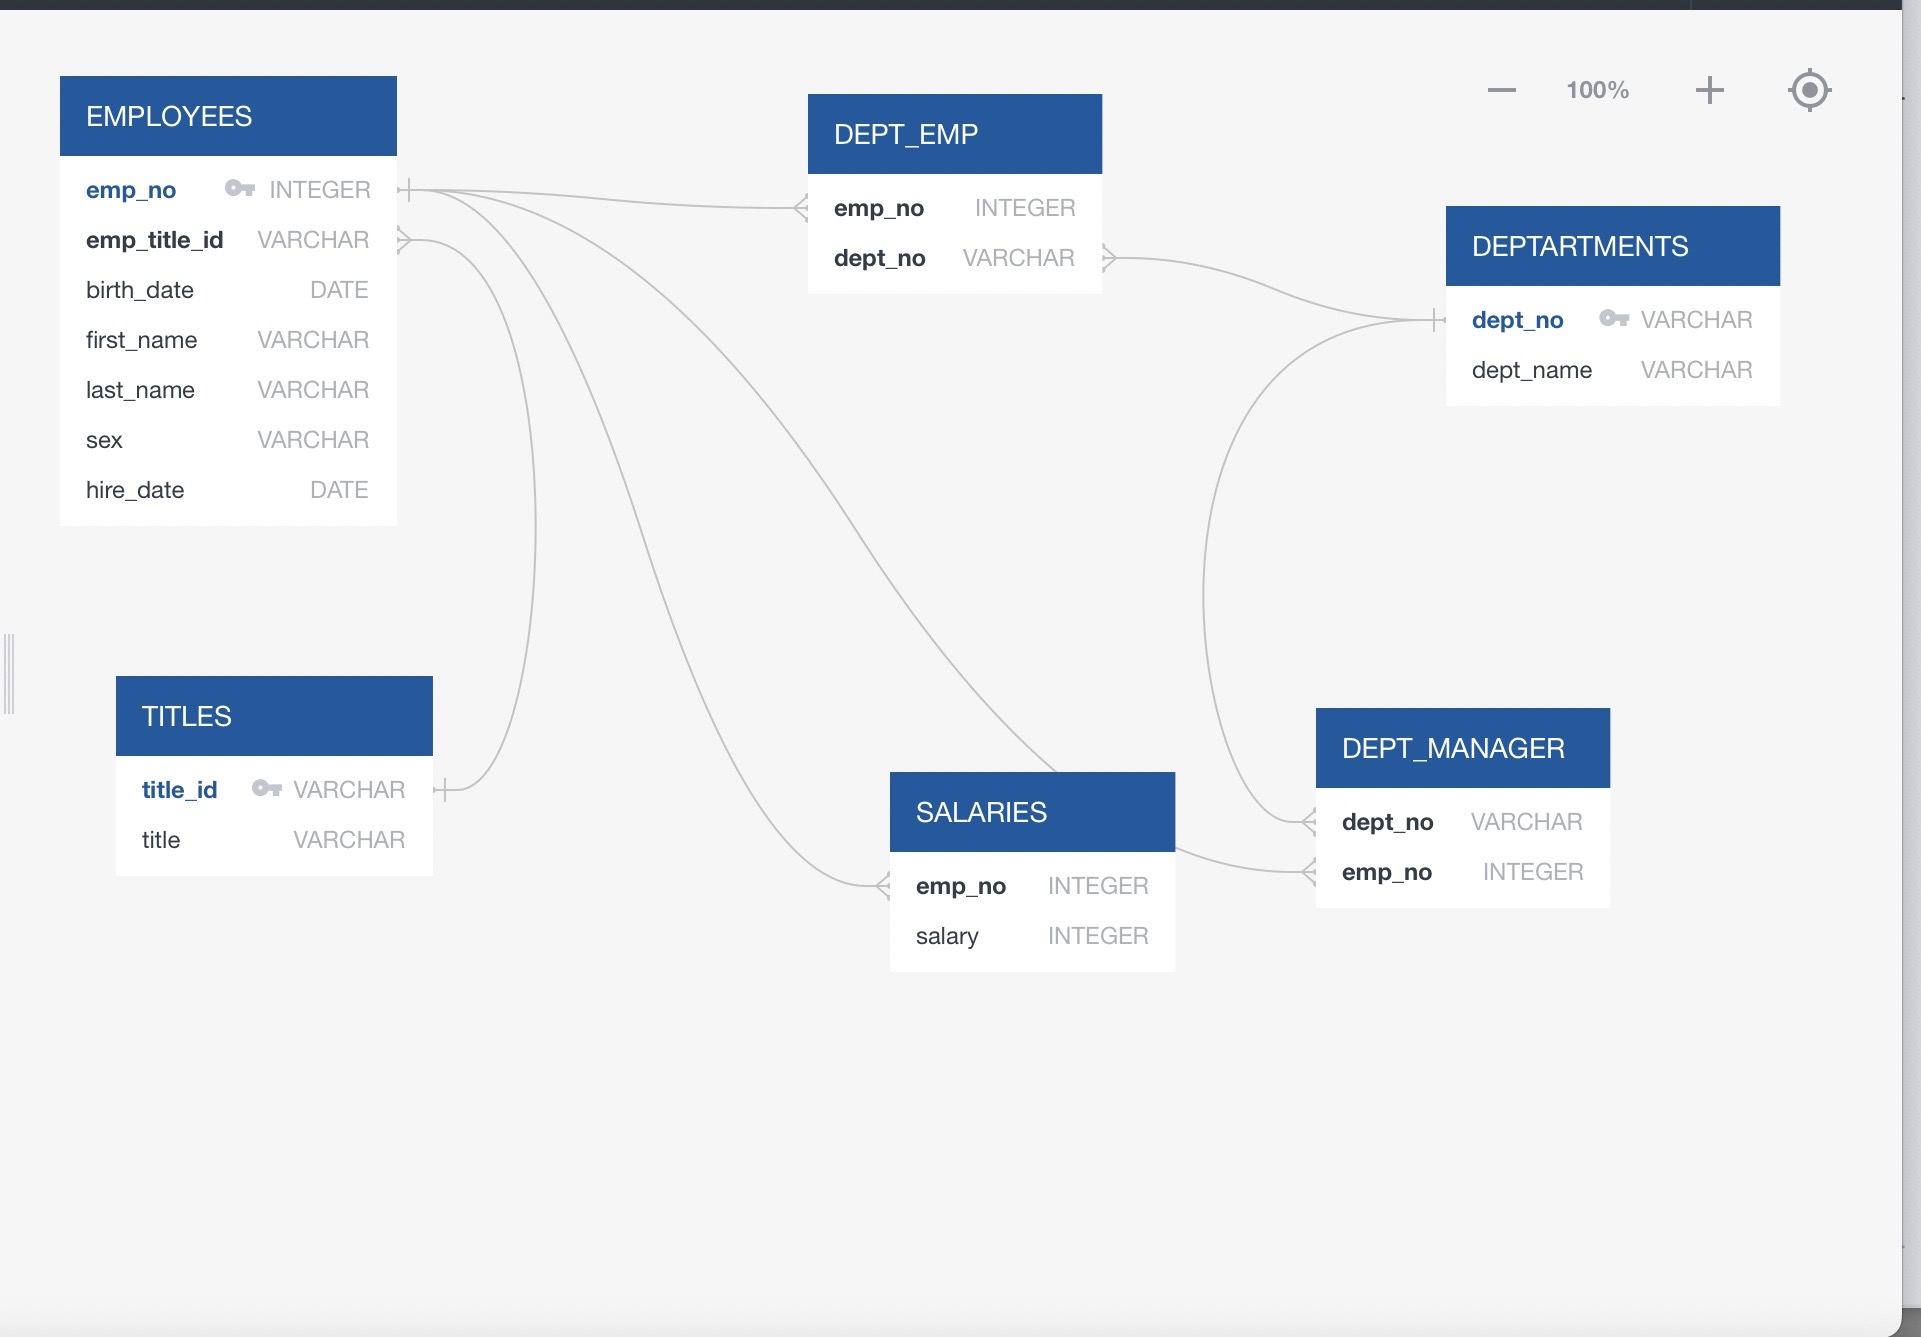 100%
EMPLOYEES
emp_no INTEGER
emp_title_id VARCHAR
birth_date DATE
first_name VARCHAR
last_name VARCHAR
sex VARCHAR
hire_date DATE
DEPT_EMP
emp_no INTEGER
dept_no VARCHAR
DEPTARTMENTS
dept_no VARCHAR
dept_name VARCHAR
TITLES
title_id VARCHAR
title VARCHAR
SALARIES
emp_no INTEGER
salary INTEGER
DEPT_MANAGER
dept_no VARCHAR
emp_no INTEGER